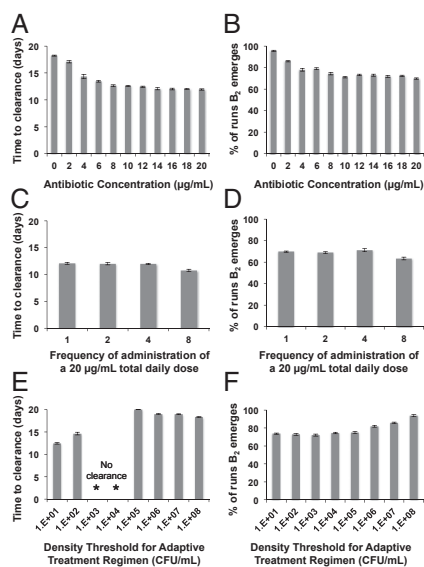 A
Time to clearance (days)
20
15
10
5
0
0 2 4 6 8 10 12 14 16 18 20
Antibiotic Concentration (µg/mL)
B
% of runs B2 emerges
100
80
60
40
20
0
0 2 4 6 8 10 12 14 16 18 20
Antibiotic Concentration (µg/mL)
C
Time to clearance (days)
20
15
10
5
0
1 2 4 8
Frequency of administration of
a 20 µg/mL total daily dose
D
% of runs B2 emerges
100
80
60
40
20
0
1 2 4 8
Frequency of administration of
a 20 µg/mL total daily dose
E
Time to clearance (days)
20
15
10
5
0
No
clearance
* *
1.E+01 1.E+02 1.E+03 1.E+04 1.E+05 1.E+06 1.E+07 1.E+08
Density Threshold for Adaptive
Treatment Regimen (CFU/mL)
F
% of runs B2 emerges
100
80
60
40
20
0
1.E+01 1.E+02 1.E+03 1.E+04 1.E+05 1.E+06 1.E+07 1.E+08
Density Threshold for Adaptive
Treatment Regimen (CFU/mL)